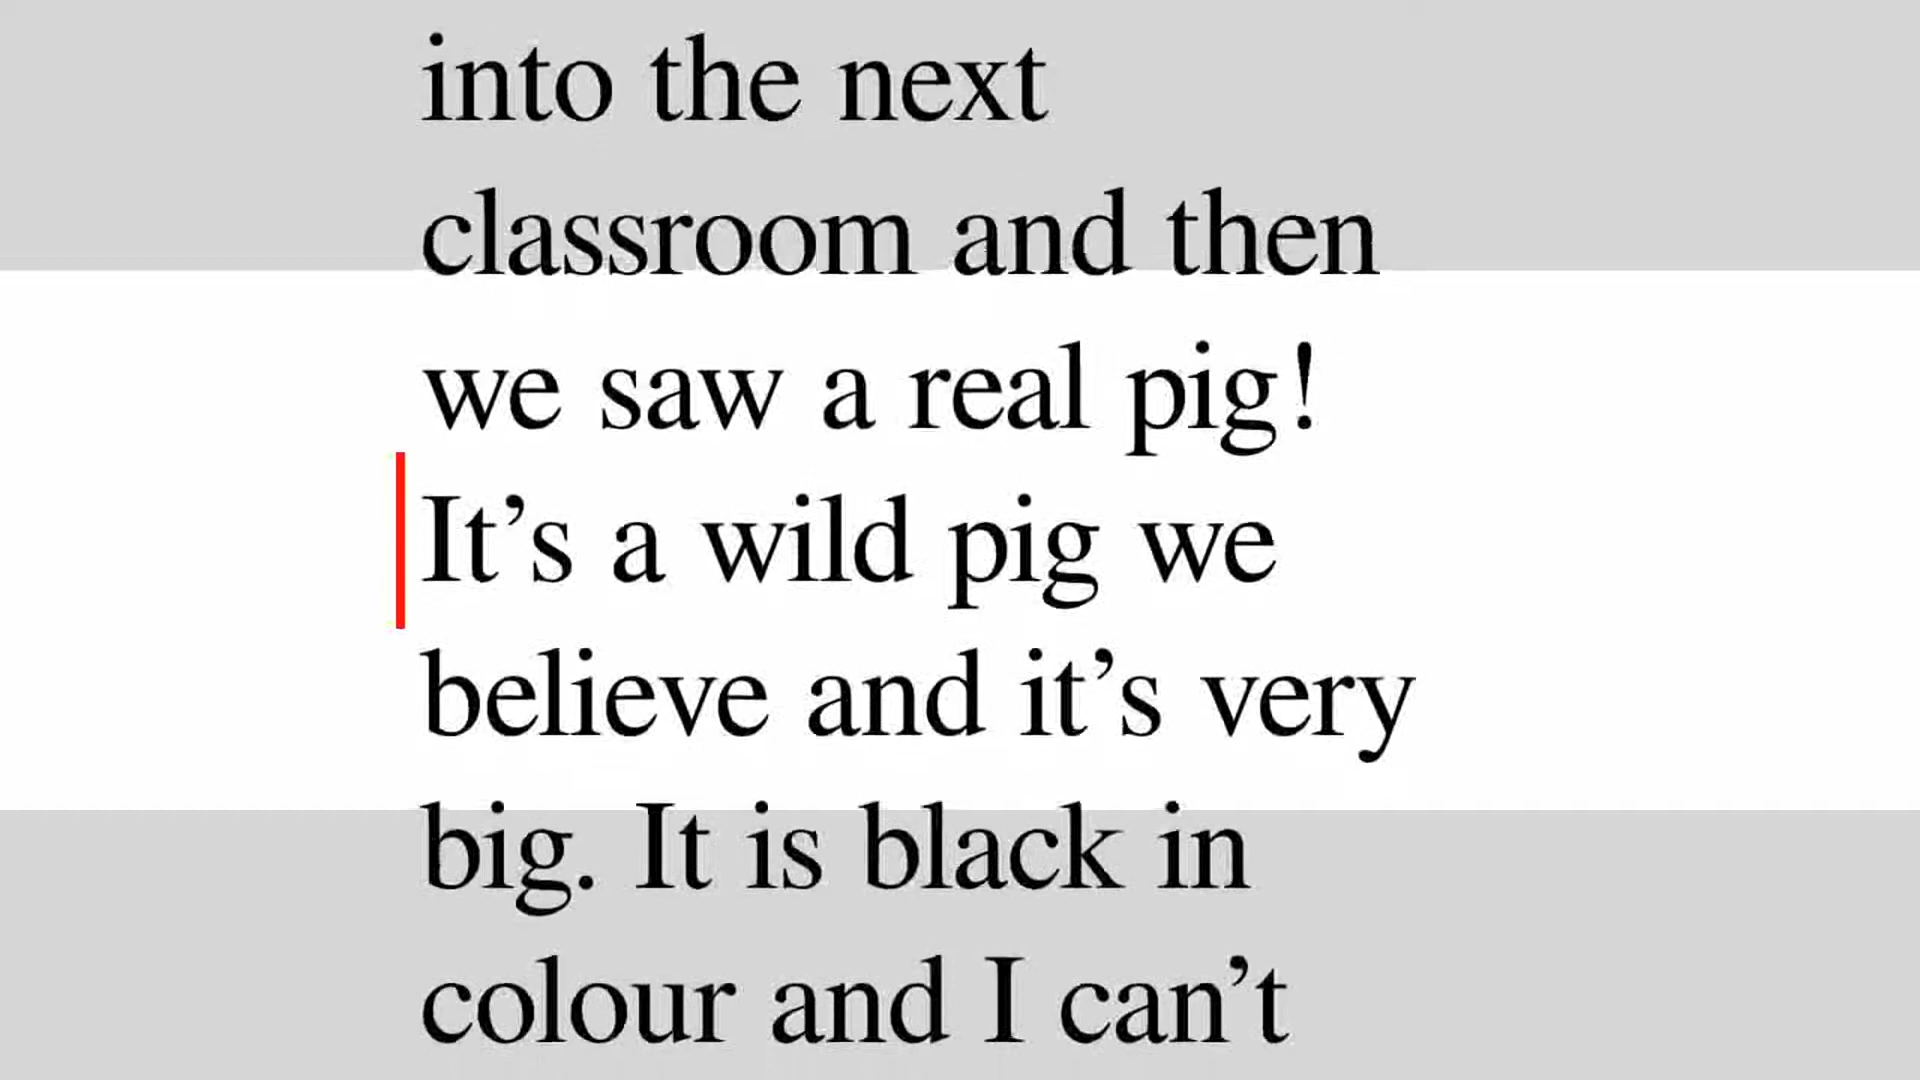 into the next
classroom and then
we saw a real pig!
It’s a wild pig we
believe and it’s very
big. It is black in
colour and I can’t